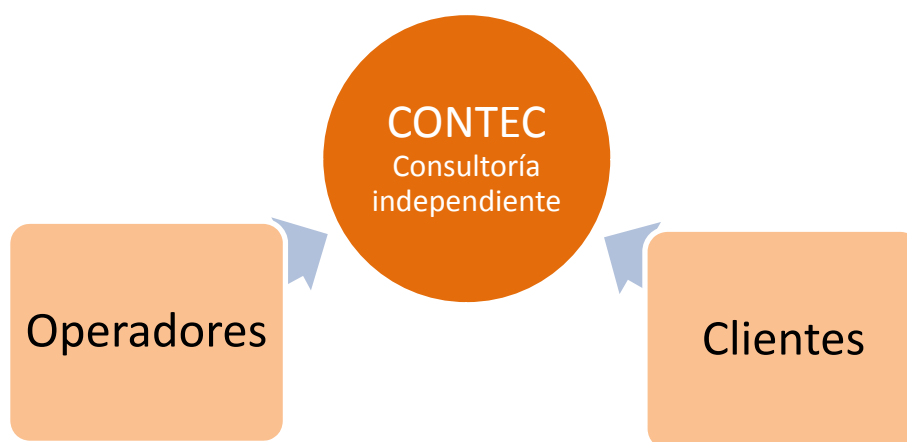 CONTEC
Consultoría
independiente
Operadores
Clientes